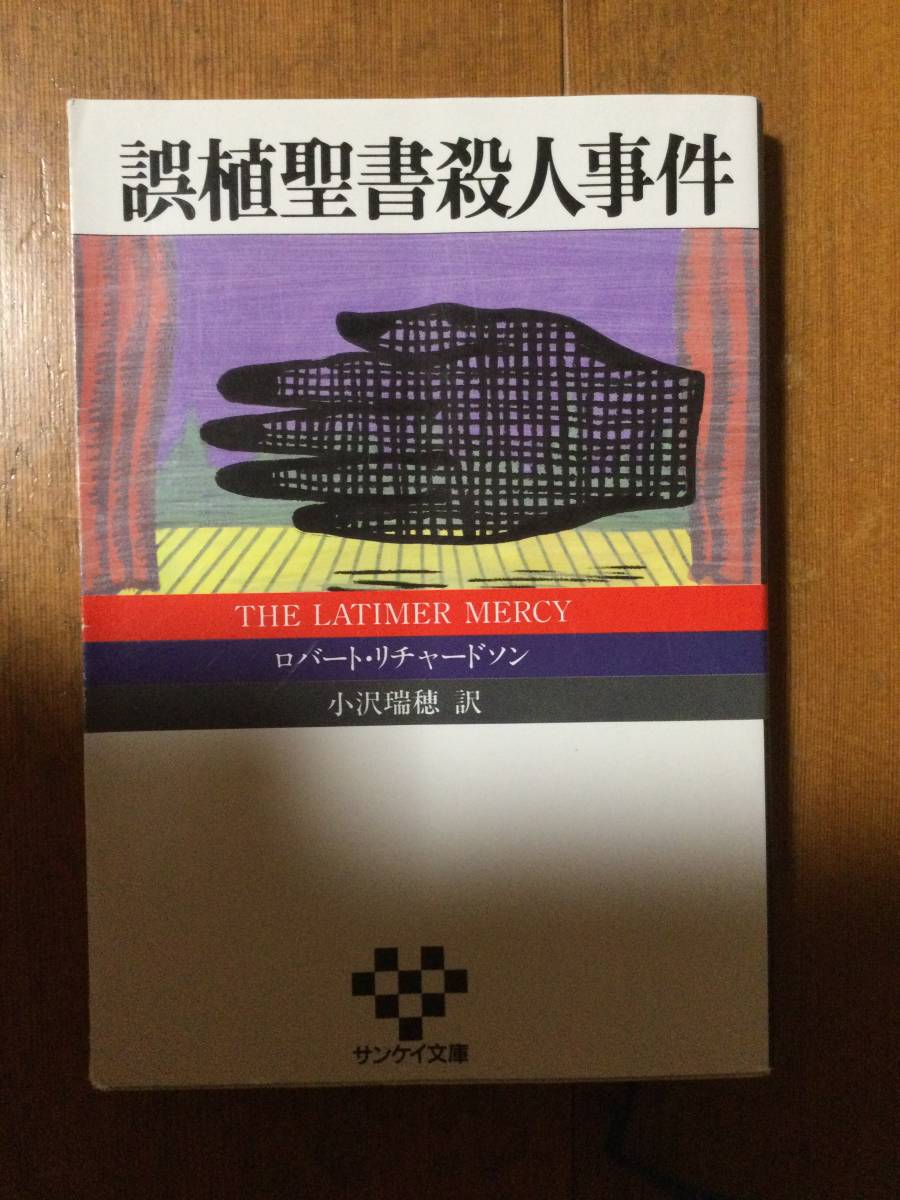 誤植聖書殺人事件
THE LATIMER MERCY
ロバート・リチャードソン
小沢瑞穂 訳
サンケイ文庫